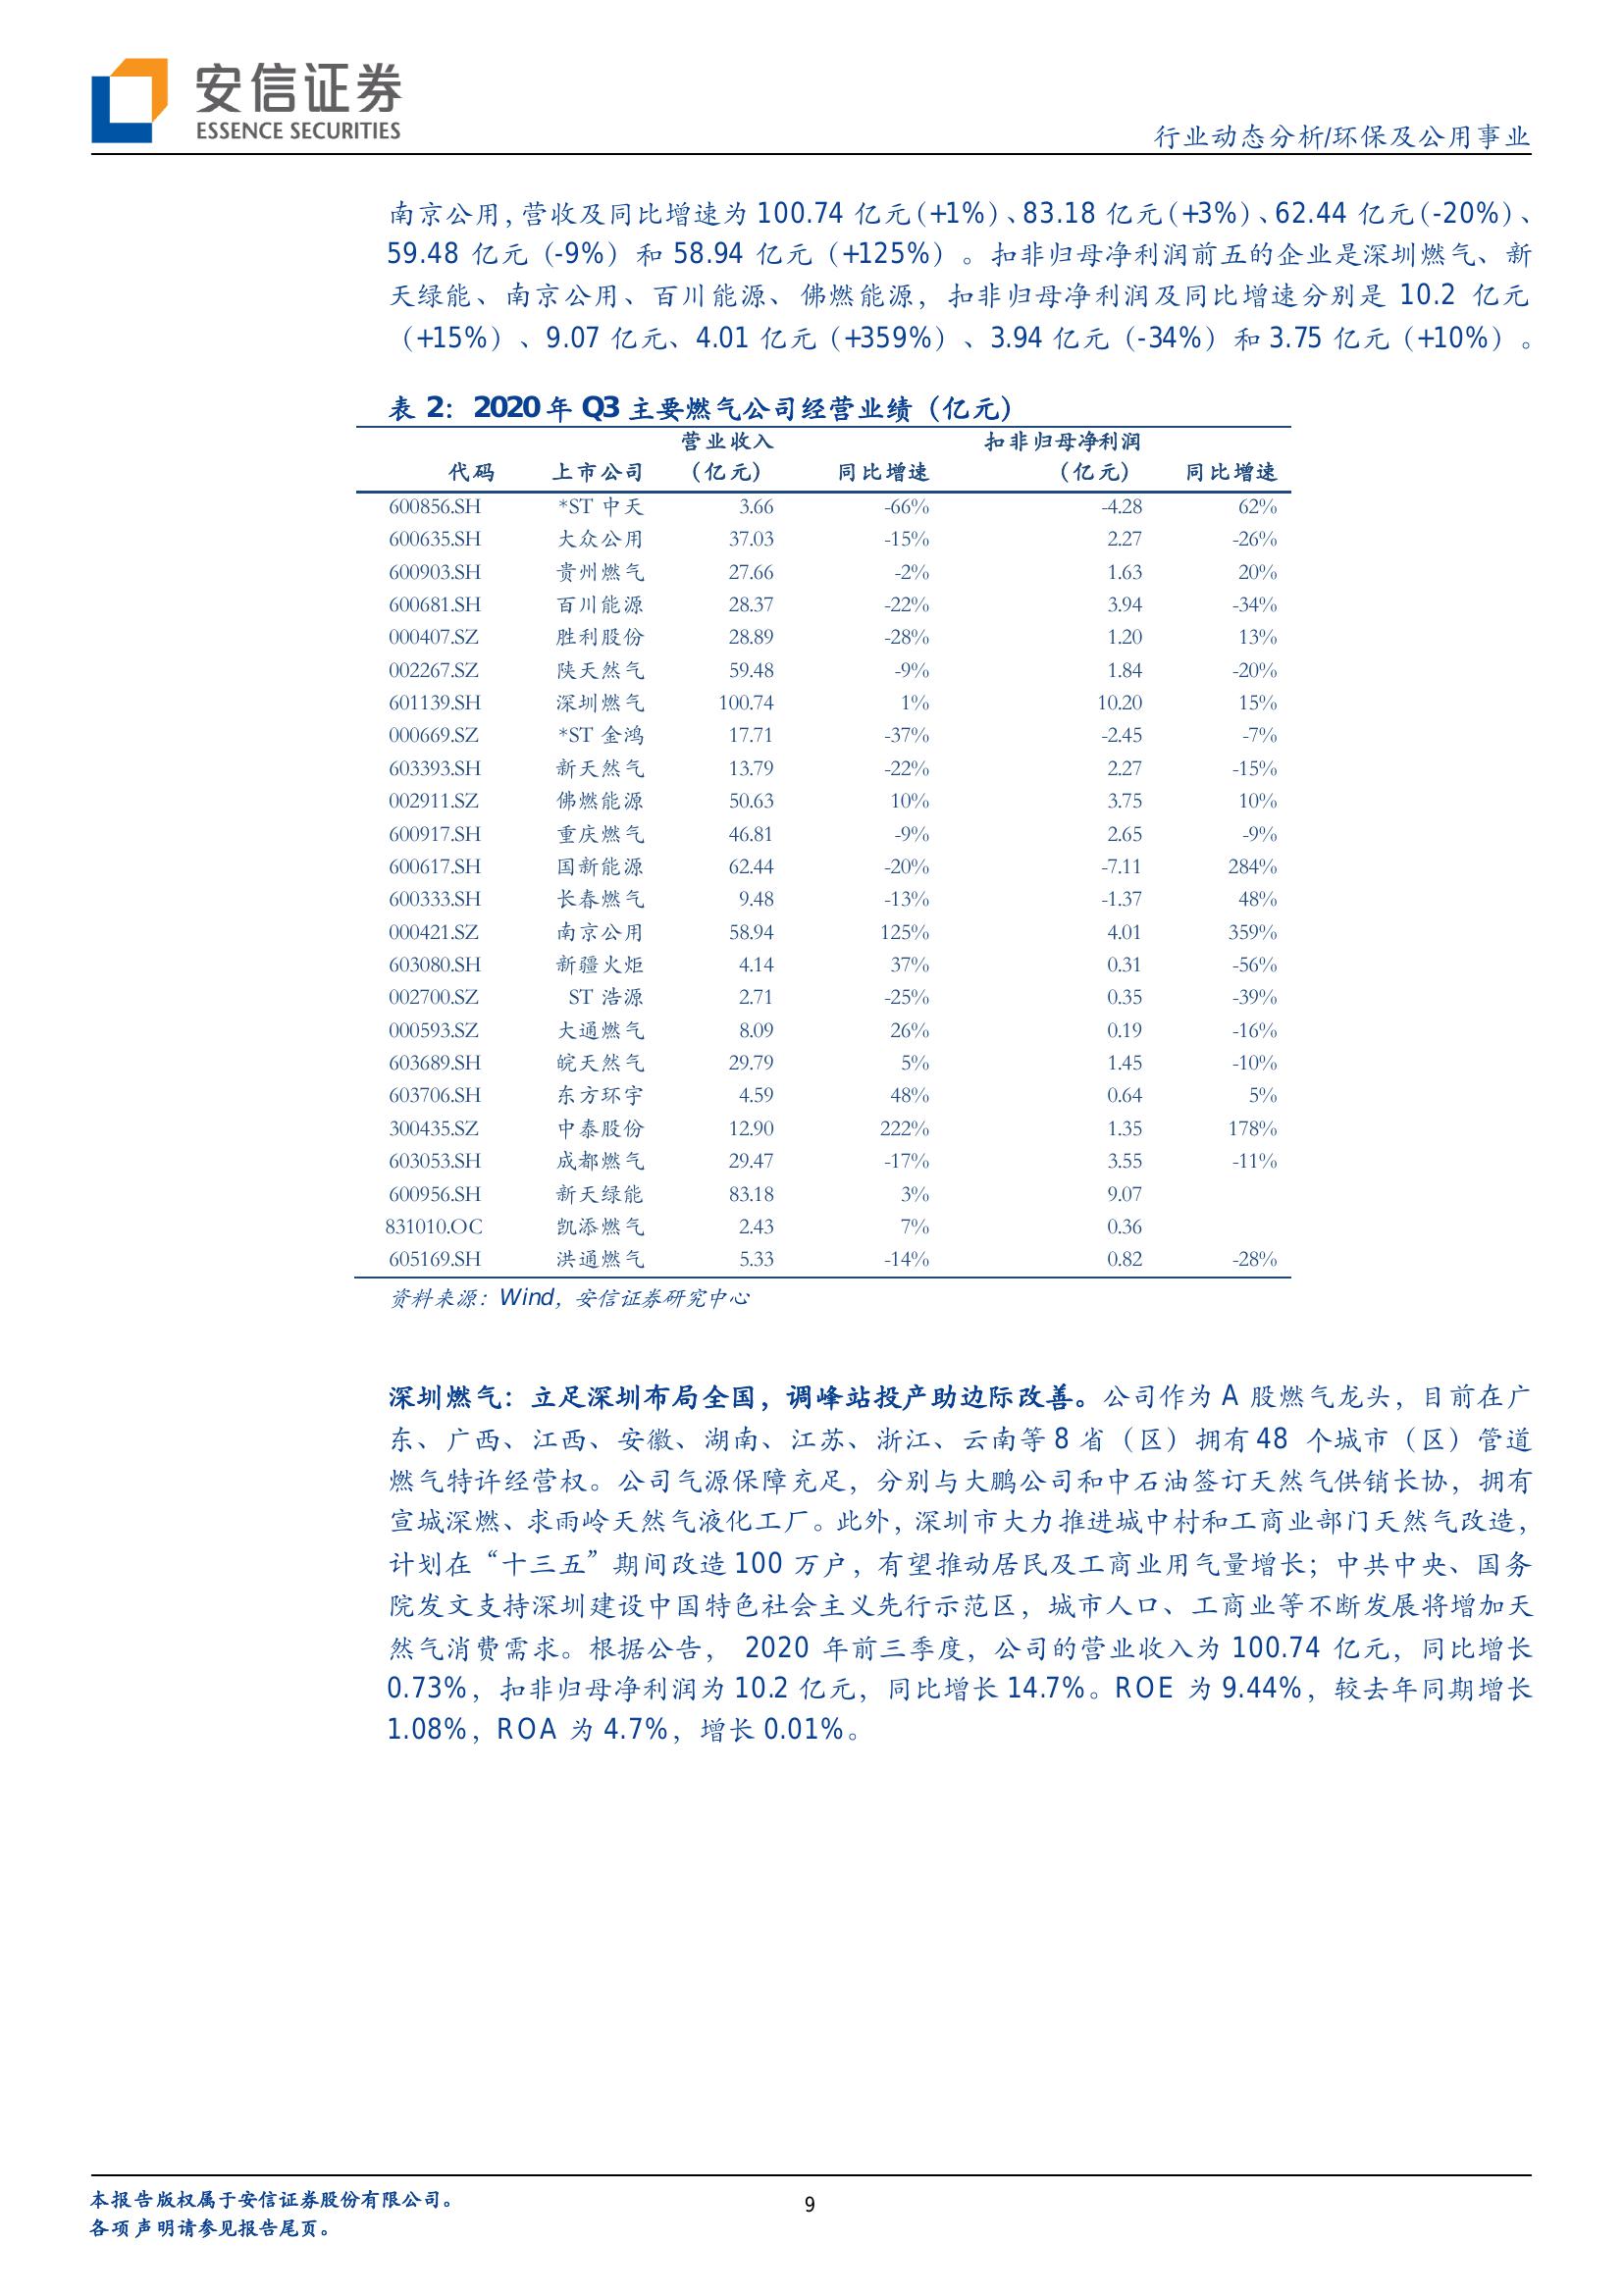 安信证券
ESSENCE SECURITIES
行业动态分析/环保及公用事业
南京公用，营收及同比增速为 100.74 亿元（+1%）、83.18 亿元（+3%）、62.44 亿元（-20%）、
59.48 亿元（-9%）和 58.94 亿元（+125%）。扣非归母净利润前五的企业是深圳燃气、新
天绿能、南京公用、百川能源、佛燃能源，扣非归母净利润及同比增速分别是 10.2 亿元
（+15%）、9.07 亿元、4.01 亿元（+359%）、3.94 亿元（-34%）和 3.75 亿元（+10%）。
表 2： 2020 年 Q3 主要燃气公司经营业绩（亿元）
代码 上市公司 营业收入（亿元） 同比增速 扣非归母净利润（亿元） 同比增速
600856.SH *ST 中天 3.66 -66% -4.28 62%
600635.SH 大众公用 37.03 -15% 2.27 -26%
600903.SH 贵州燃气 27.66 -2% 1.63 20%
600681.SH 百川能源 28.37 -22% 3.94 -34%
000407.SZ 胜利股份 28.89 -28% 1.20 13%
002267.SZ 陕天然气 59.48 -9% 1.84 -20%
601139.SH 深圳燃气 100.74 1% 10.20 15%
000669.SZ *ST 金鸿 17.71 -37% -2.45 -7%
603393.SH 新天然气 13.79 -22% 2.27 -15%
002911.SZ 佛燃能源 50.63 10% 3.75 10%
600917.SH 重庆燃气 46.81 -9% 2.65 -9%
600617.SH 国新能源 62.44 -20% -7.11 284%
600333.SH 长春燃气 9.48 -13% -1.37 48%
000421.SZ 南京公用 58.94 125% 4.01 359%
603080.SH 新疆火炬 4.14 37% 0.31 -56%
002700.SZ ST 浩源 2.71 -25% 0.35 -39%
000593.SZ 大通燃气 8.09 26% 0.19 -16%
603689.SH 皖天然气 29.79 5% 1.45 -10%
603706.SH 东方环宇 4.59 48% 0.64 5%
300435.SZ 中泰股份 12.90 222% 1.35 178%
603053.SH 成都燃气 29.47 -17% 3.55 -11%
600956.SH 新天绿能 83.18 3% 9.07
831010.OC 凯添燃气 2.43 7% 0.36
605169.SH 洪通燃气 5.33 -14% 0.82 -28%
资料来源：Wind，安信证券研究中心
深圳燃气：立足深圳布局全国，调峰站投产助边际改善。公司作为 A 股燃气龙头，目前在广
东、广西、江西、安徽、湖南、江苏、浙江、云南等 8 省（区）拥有 48 个城市（区）管道
燃气特许经营权。公司气源保障充足，分别与大鹏公司和中石油签订天然气供销长协，拥有
宣城深燃、求雨岭天然气液化工厂。此外，深圳市大力推进城中村和工商业部门天然气改造，
计划在“十三五”期间改造 100 万户，有望推动居民及工商业用气量增长；中共中央、国务
院发文支持深圳建设中国特色社会主义先行示范区，城市人口、工商业等不断发展将增加天
然气消费需求。根据公告， 2020 年前三季度，公司的营业收入为 100.74 亿元，同比增长
0.73%，扣非归母净利润为 10.2 亿元，同比增长 14.7%。ROE 为 9.44%，较去年同期增长
1.08%，ROA 为 4.7%，增长 0.01%。
本报告版权属于安信证券股份有限公司。
各项声明请参见报告尾页。
9